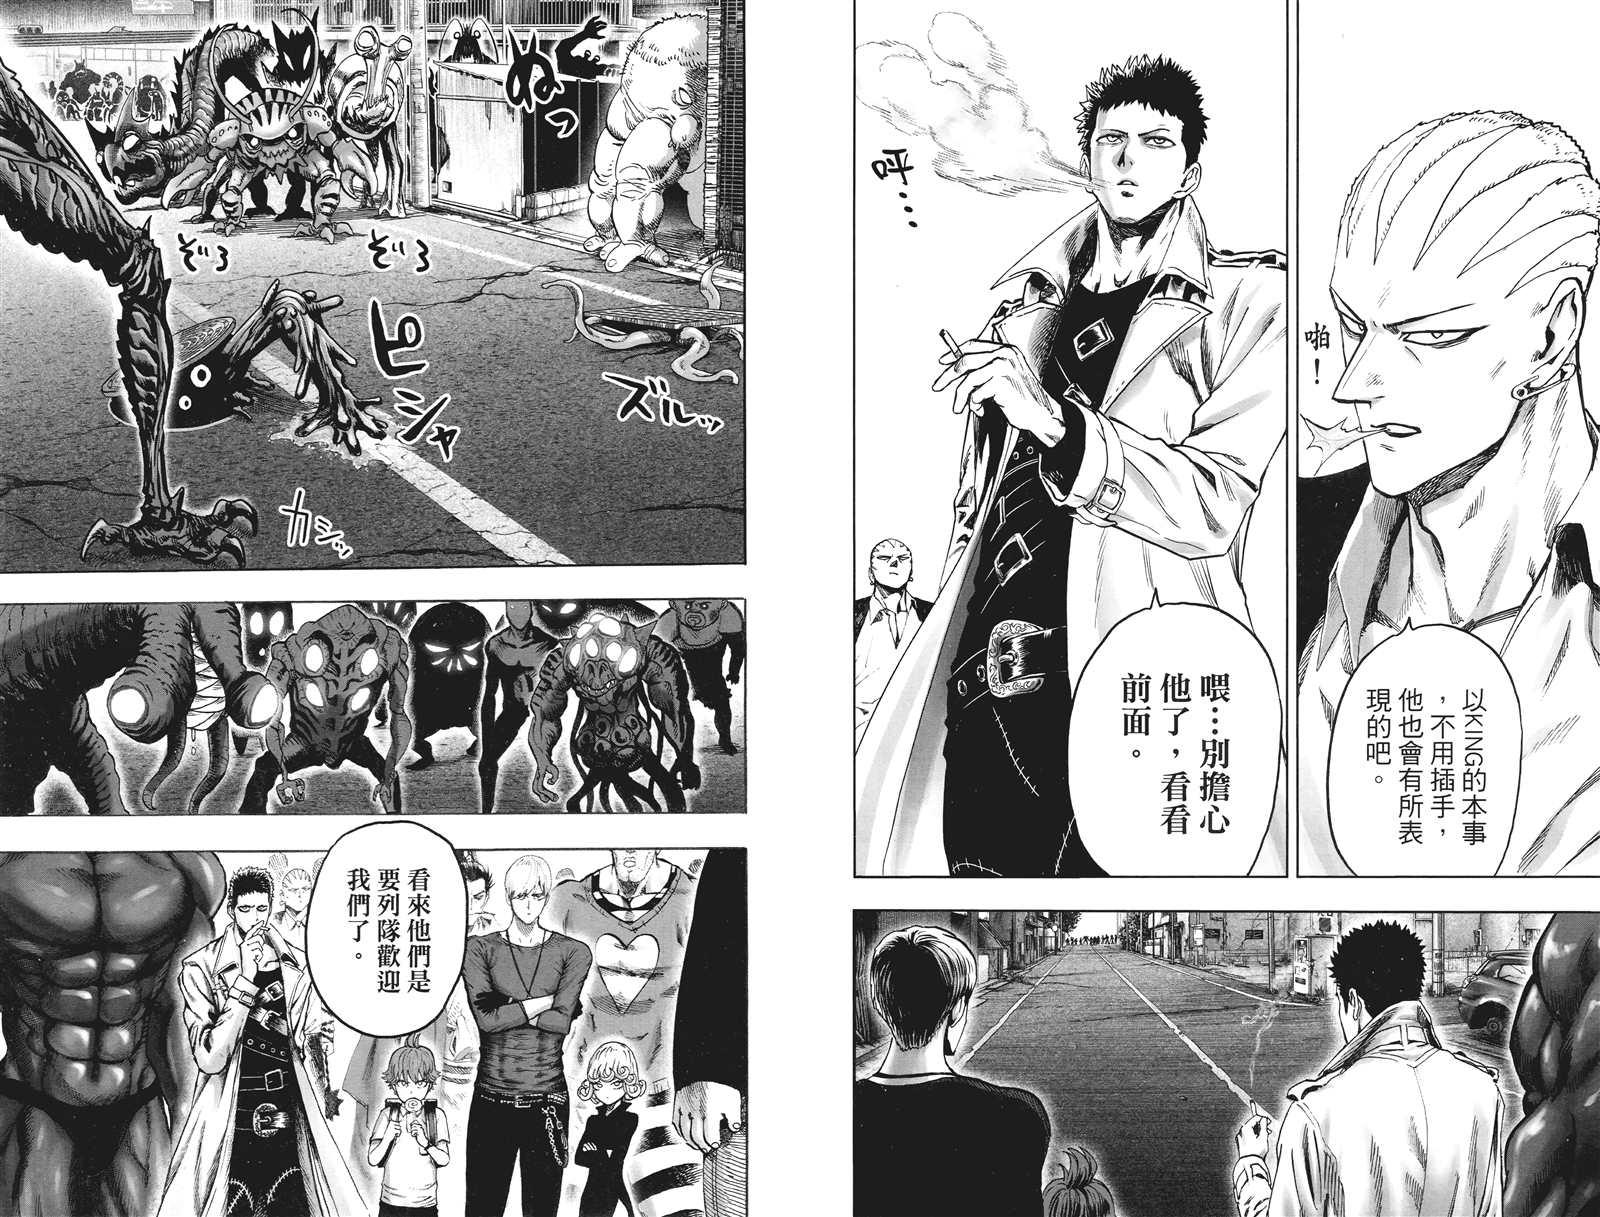 啪！
以KING的本事
，不用插手，
他也會有所表
現的吧。
呼…
喂…別擔心
他了，看看
前面。
ぬっ
ぞろ
ぞろ
ピシャ
ズルッ
カシッ
看來他們是
要列隊歡迎
我們了。